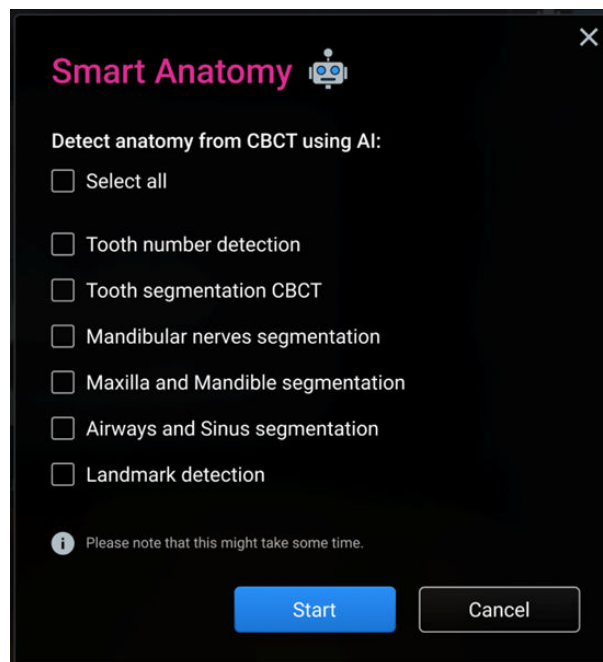 Smart Anatomy
Detect anatomy from CBCT using AI:
Select all
Tooth number detection
Tooth segmentation CBCT
Mandibular nerves segmentation
Maxilla and Mandible segmentation
Airways and Sinus segmentation
Landmark detection
Please note that this might take some time.
Start Cancel